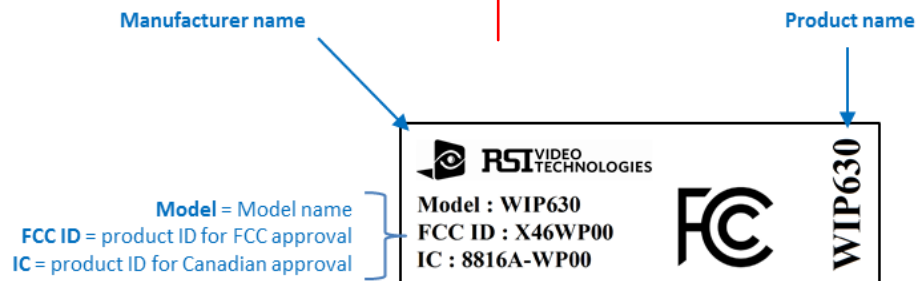 Manufacturer name
Product name
RSI VIDEO TECHNOLOGIES
Model : WIP630
FCC ID : X46WP00
IC : 8816A-WP00
FC
WIP630
Model = Model name
FCC ID = product ID for FCC approval
IC = product ID for Canadian approval